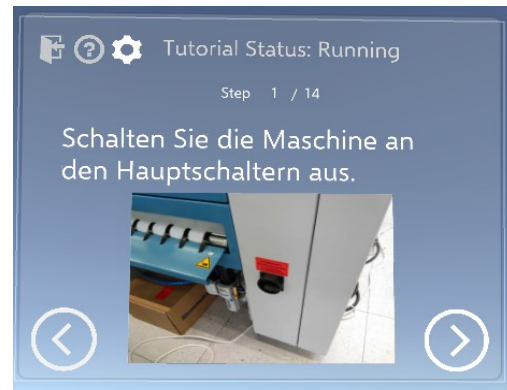 Tutorial Status: Running
Step 1 / 14
Schalten Sie die Maschine an
den Hauptschaltern aus.